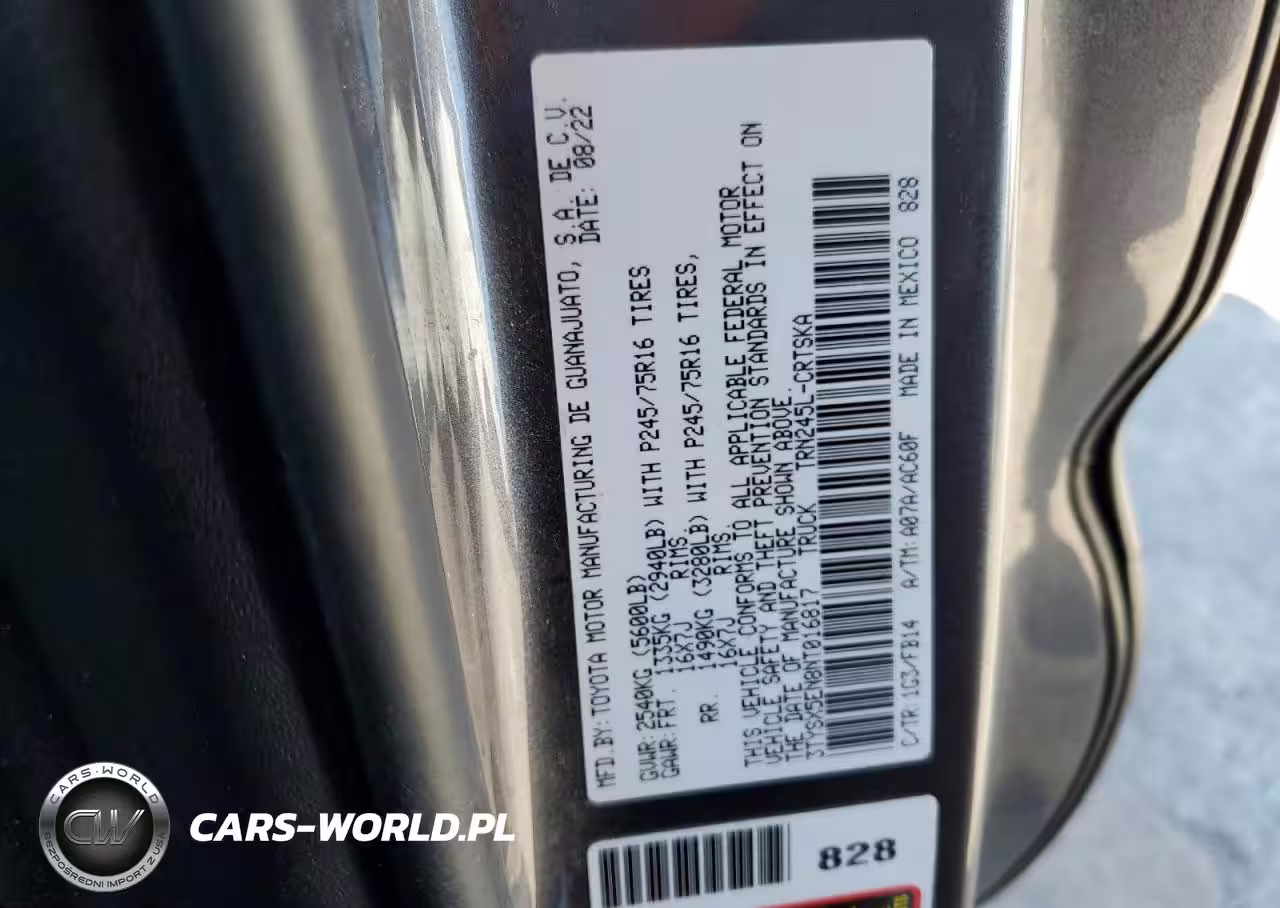 MFD.BY: TOYOTA MOTOR MANUFACTURING DE GUANAJUATO, S.A. DE C.V.
DATE: 08/22
GVWR: 2540KG (5600LB)
GAWR: FRT. 1335KG (2940LB) WITH P245/75R16 TIRES
16X7J RIMS.
RR. 1490KG (3280LB) WITH P245/75R16 TIRES,
16X7J RIMS.
THIS VEHICLE CONFORMS TO ALL APPLICABLE FEDERAL MOTOR
VEHICLE SAFETY AND THEFT PREVENTION STANDARDS IN EFFECT ON
THE DATE OF MANUFACTURE SHOWN ABOVE.
3TYSX5EN8NT016817 TRUCK TRN245L-CRTSKA
C/TR: 1G3/FB14 A/TM: A07A/AC60F MADE IN MEXICO 828
828
CARS-WORLD
CW
BEZPOŚREDNI IMPORT Z USA
CARS-WORLD.PL